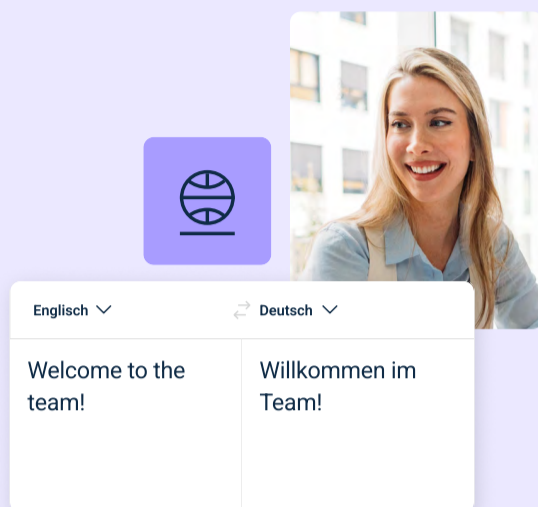 Englisch
Deutsch
Welcome to the
team!
Willkommen im
Team!